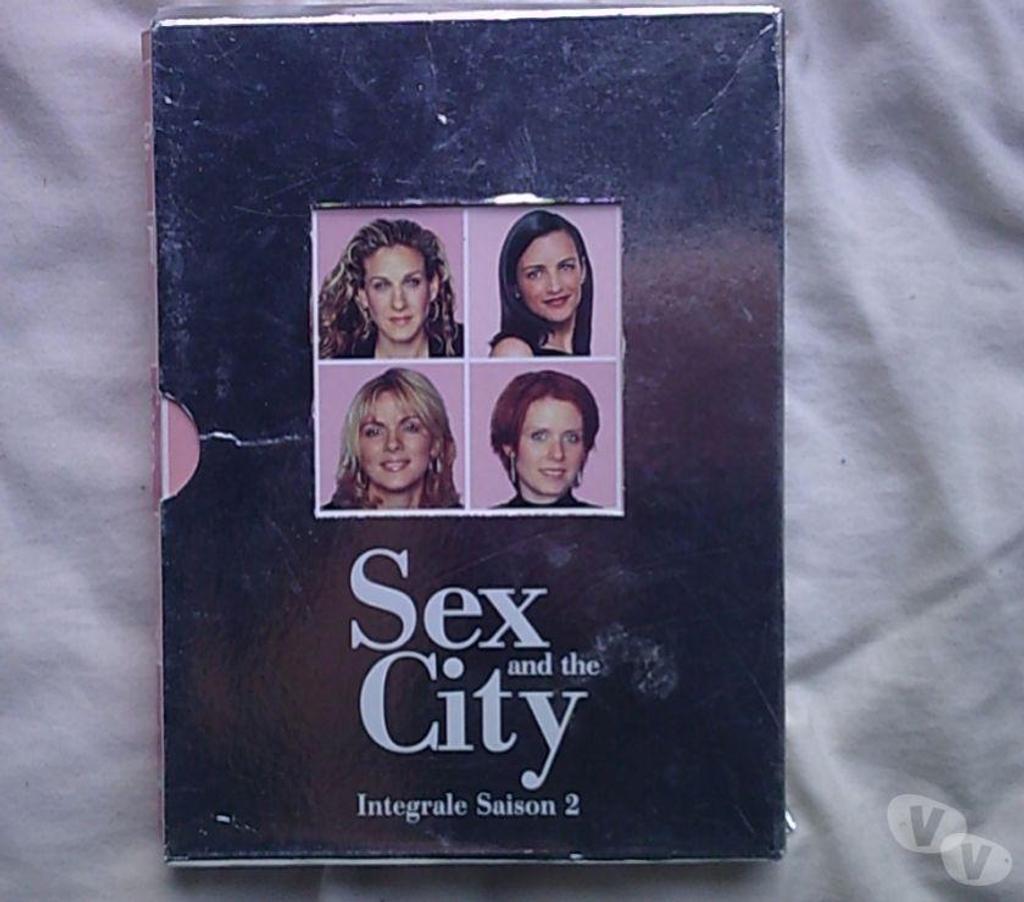 Sex
and the
City
Integrale Saison 2
V
V